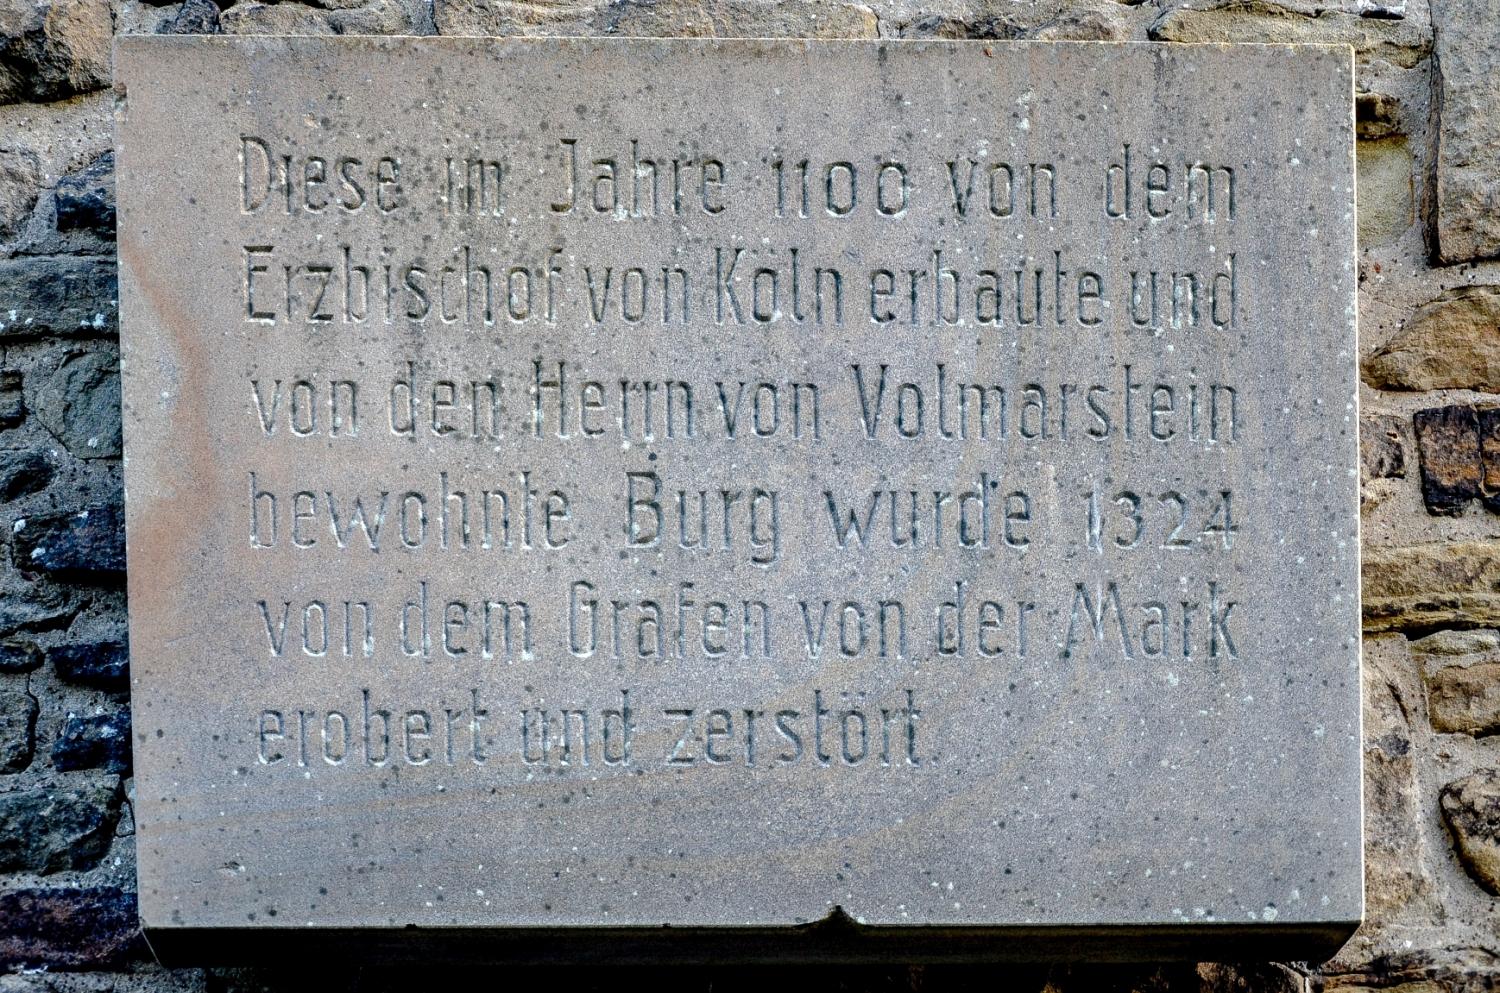 Diese im Jahre 1100 von dem
Erzbischof von Köln erbaute und
von den Herrn von Volmarstein
bewohnte Burg wurde 1324
von dem Grafen von der Mark
erobert und zerstört.